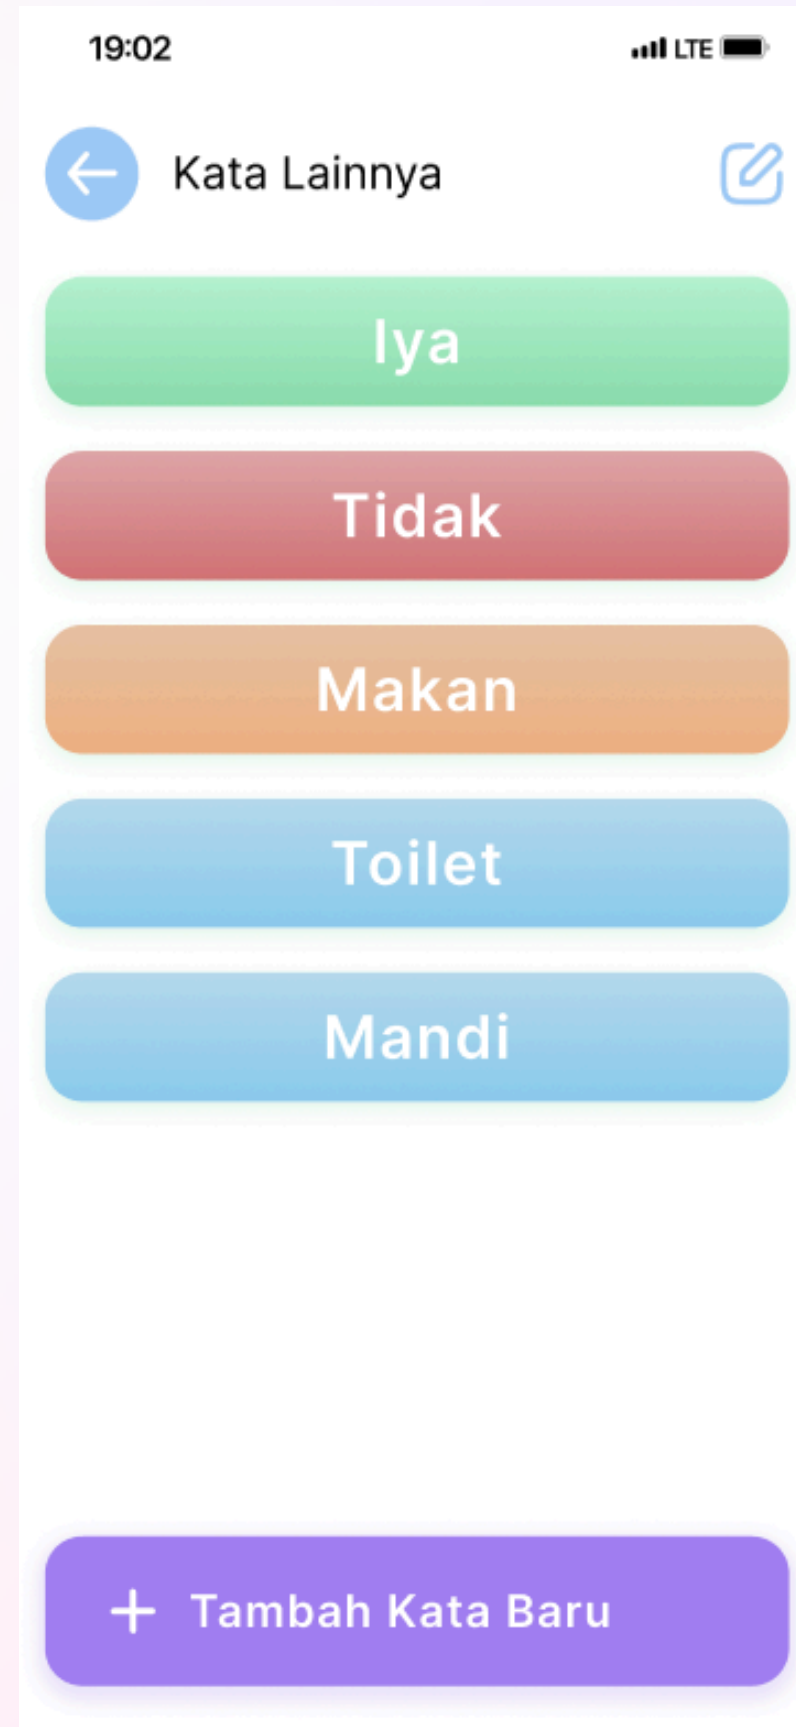 19:02 LTE
Kata Lainnya
Iya
Tidak
Makan
Toilet
Mandi
+ Tambah Kata Baru